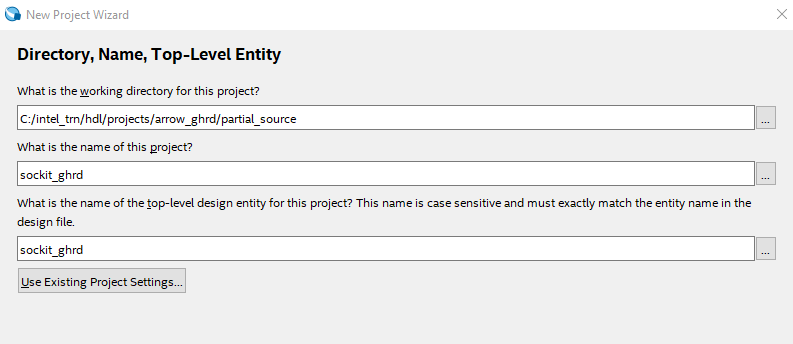 New Project Wizard
Directory, Name, Top-Level Entity
What is the working directory for this project?
C:/intel_trn/hdl/projects/arrow_ghrd/partial_source
...
What is the name of this project?
sockit_ghrd
...
What is the name of the top-level design entity for this project? This name is case sensitive and must exactly match the entity name in the
design file.
sockit_ghrd
...
Use Existing Project Settings...